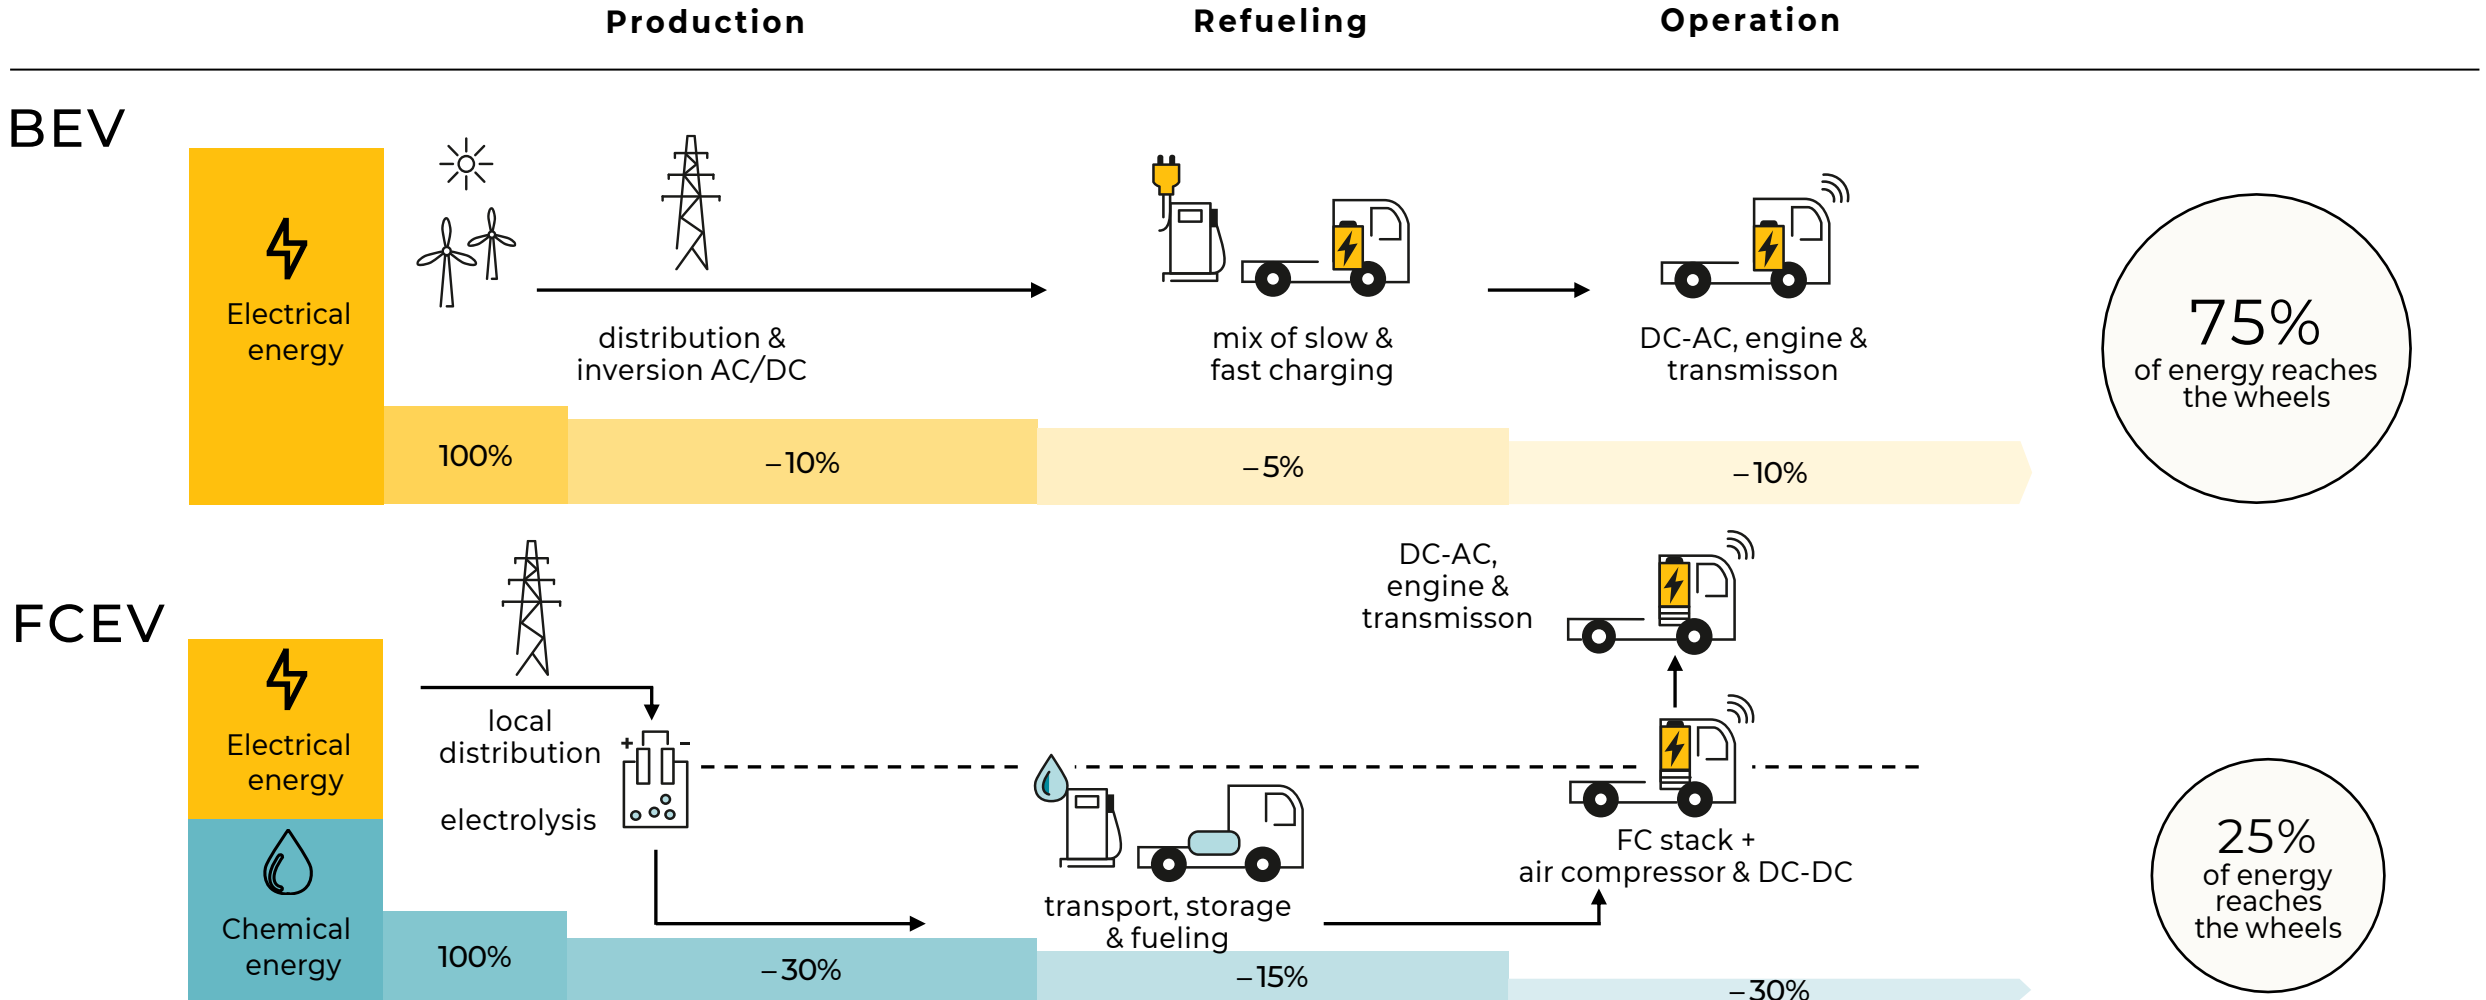 Production
Refueling
Operation
BEV
Electrical
energy
distribution &
inversion AC/DC
mix of slow &
fast charging
DC-AC, engine &
transmisson
75%
of energy reaches
the wheels
100%
–10%
–5%
–10%
FCEV
Electrical
energy
Chemical
energy
local
distribution
electrolysis
+ –
transport, storage
& fueling
DC-AC,
engine &
transmisson
FC stack +
air compressor & DC-DC
25%
of energy
reaches
the wheels
100%
–30%
–15%
–30%